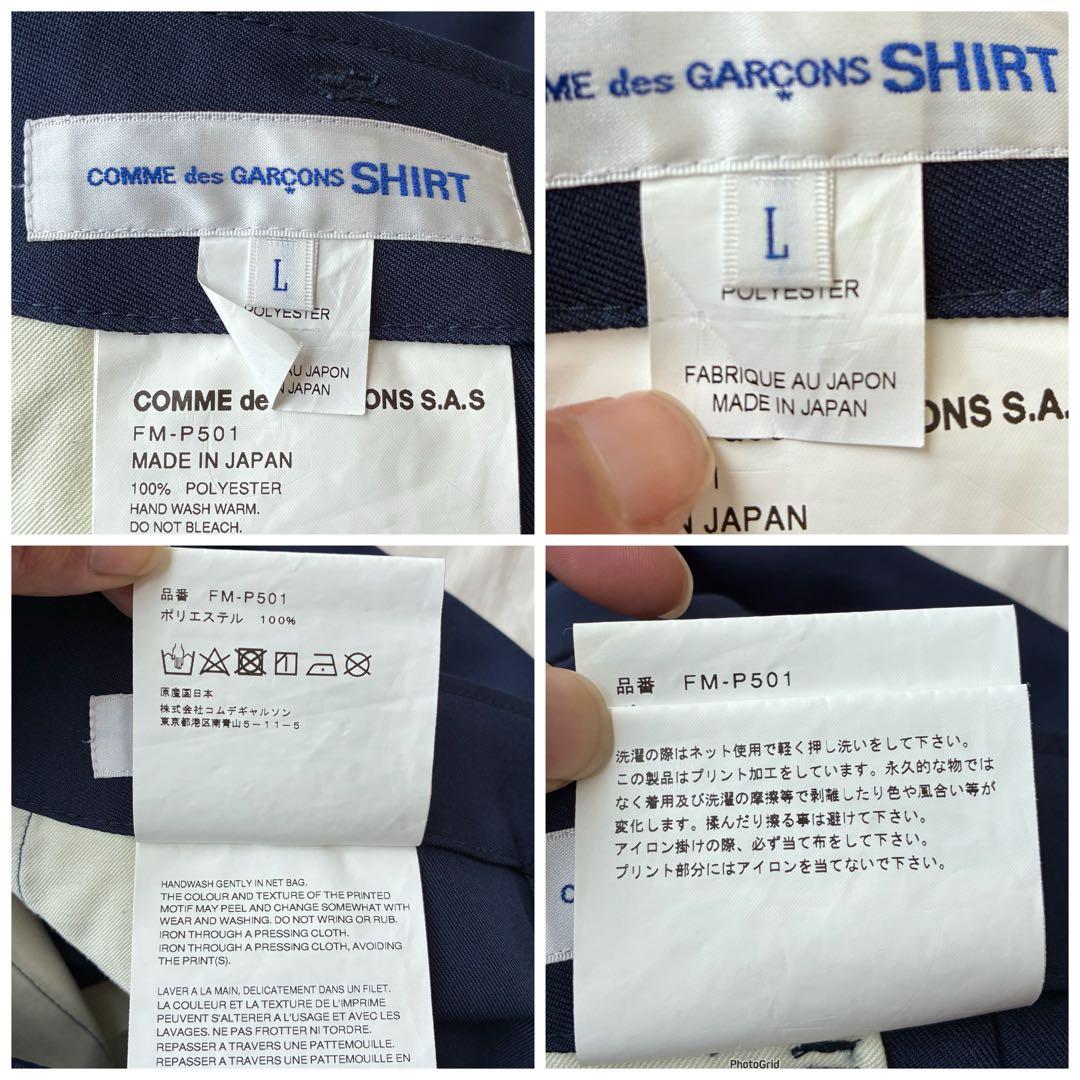 COMME des GARÇONS SHIRT
L
POLYESTER
AU JAPON
JAPAN
COMME de ONS S.A.S
FM-P501
MADE IN JAPAN
100% POLYESTER
HAND WASH WARM.
DO NOT BLEACH.
ME des GARÇONS SHIRT
L
POLYESTER
FABRIQUE AU JAPON
MADE IN JAPAN
ONS S.A.
JAPAN
品番 FM-P501
ポリエステル 100%
原産国日本
株式会社コムデギャルソン
東京都港区南青山5-11-5
HANDWASH GENTLY IN NET BAG.
THE COLOUR AND TEXTURE OF THE PRINTED
MOTIF MAY PEEL AND CHANGE SOMEWHAT WITH
WEAR AND WASHING. DO NOT WRING OR RUB.
IRON THROUGH A PRESSING CLOTH.
IRON THROUGH A PRESSING CLOTH, AVOIDING
THE PRINT(S).
LAVER A LA MAIN, DELICATEMENT DANS UN FILET.
LA COULEUR ET LA TEXTURE DE L'IMPRIME
PEUVENT S'ALTERER A L'USAGE ET AVEC LES
LAVAGES. NE PAS FROTTER NI TORDRE.
REPASSER A TRAVERS UNE PATTEMOUILLE.
REPASSER A TRAVERS UNE PATTEMOUILLE EN
品番 FM-P501
洗濯の際はネット使用で軽く押し洗いをして下さい。
この製品はプリント加工をしています。永久的な物では
なく着用及び洗濯の摩擦等で剥離したり色や風合い等が
変化します。揉んだり擦る事は避けて下さい。
アイロン掛けの際、必ず当て布をして下さい。
プリント部分にはアイロンを当てないで下さい。
C
PhotoGrid